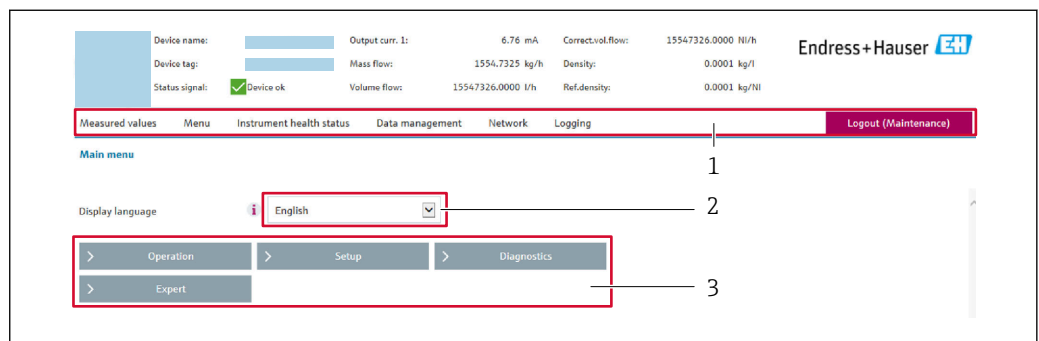 Device name: Output curr. 1: 6.76 mA Correct.vol.flow: 15547326.0000 Nl/h
Endress+Hauser EH
Device tag: Mass flow: 1554.7325 kg/h Density: 0.0001 kg/l
Status signal: Device ok Volume flow: 15547326.0000 l/h Ref.density: 0.0001 kg/Nl
Measured values Menu Instrument health status Data management Network Logging Logout (Maintenance)
1
Main menu
Display language i English 2
> Operation > Setup > Diagnostics
> Expert 3